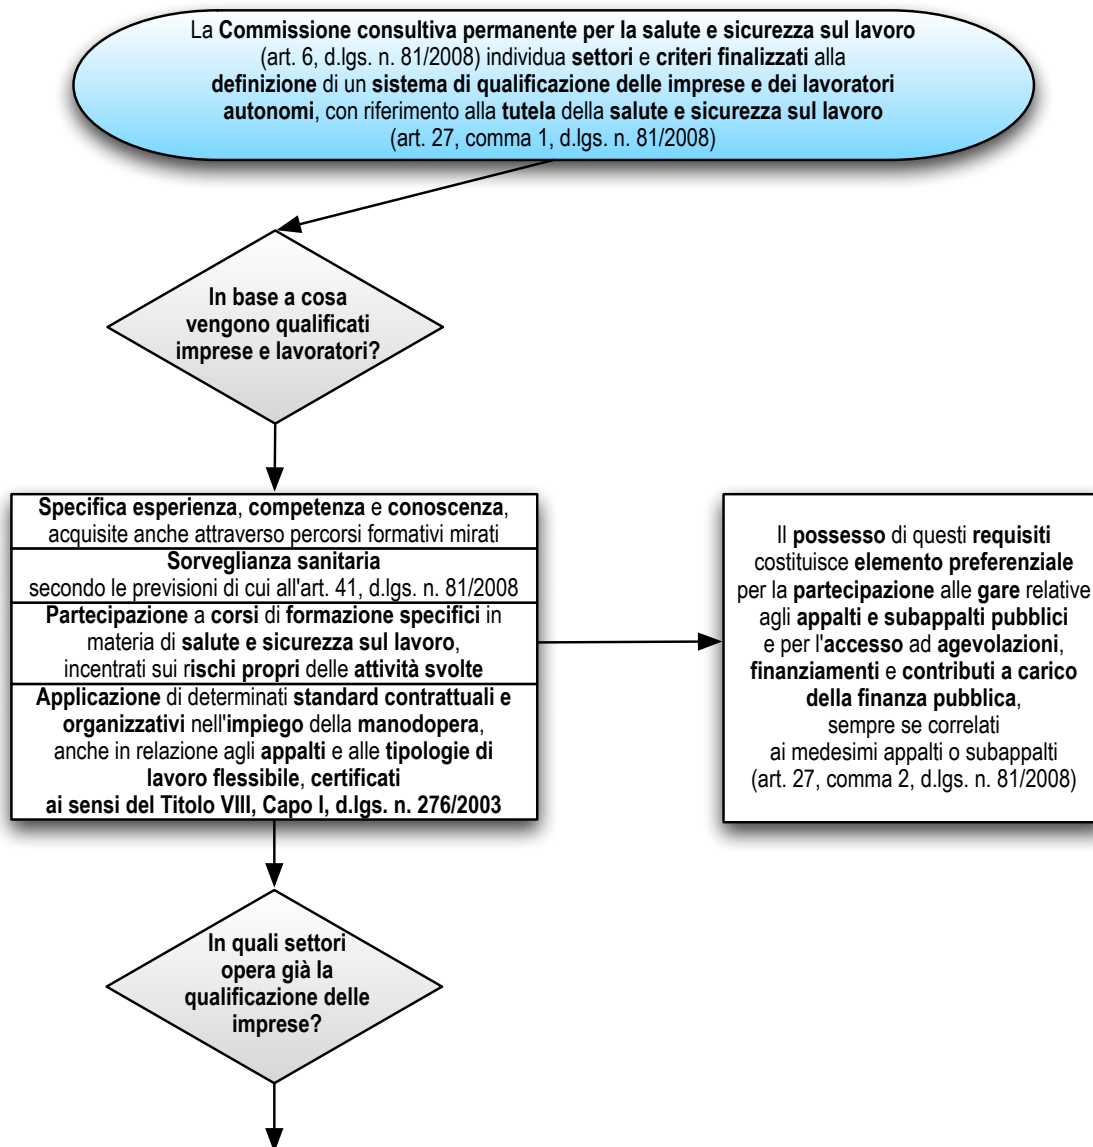 La Commissione consultiva permanente per la salute e sicurezza sul lavoro
(art. 6, d.lgs. n. 81/2008) individua settori e criteri finalizzati alla
definizione di un sistema di qualificazione delle imprese e dei lavoratori
autonomi, con riferimento alla tutela della salute e sicurezza sul lavoro
(art. 27, comma 1, d.lgs. n. 81/2008)
In base a cosa
vengono qualificati
imprese e lavoratori?
Specifica esperienza, competenza e conoscenza,
acquisite anche attraverso percorsi formativi mirati
Sorveglianza sanitaria
secondo le previsioni di cui all'art. 41, d.lgs. n. 81/2008
Partecipazione a corsi di formazione specifici in
materia di salute e sicurezza sul lavoro,
incentrati sui rischi propri delle attività svolte
Applicazione di determinati standard contrattuali e
organizzativi nell'impiego della manodopera,
anche in relazione agli appalti e alle tipologie di
lavoro flessibile, certificati
ai sensi del Titolo VIII, Capo I, d.lgs. n. 276/2003
Il possesso di questi requisiti
costituisce elemento preferenziale
per la partecipazione alle gare relative
agli appalti e subappalti pubblici
e per l'accesso ad agevolazioni,
finanziamenti e contributi a carico
della finanza pubblica,
sempre se correlati
ai medesimi appalti o subappalti
(art. 27, comma 2, d.lgs. n. 81/2008)
In quali settori
opera già la
qualificazione delle
imprese?